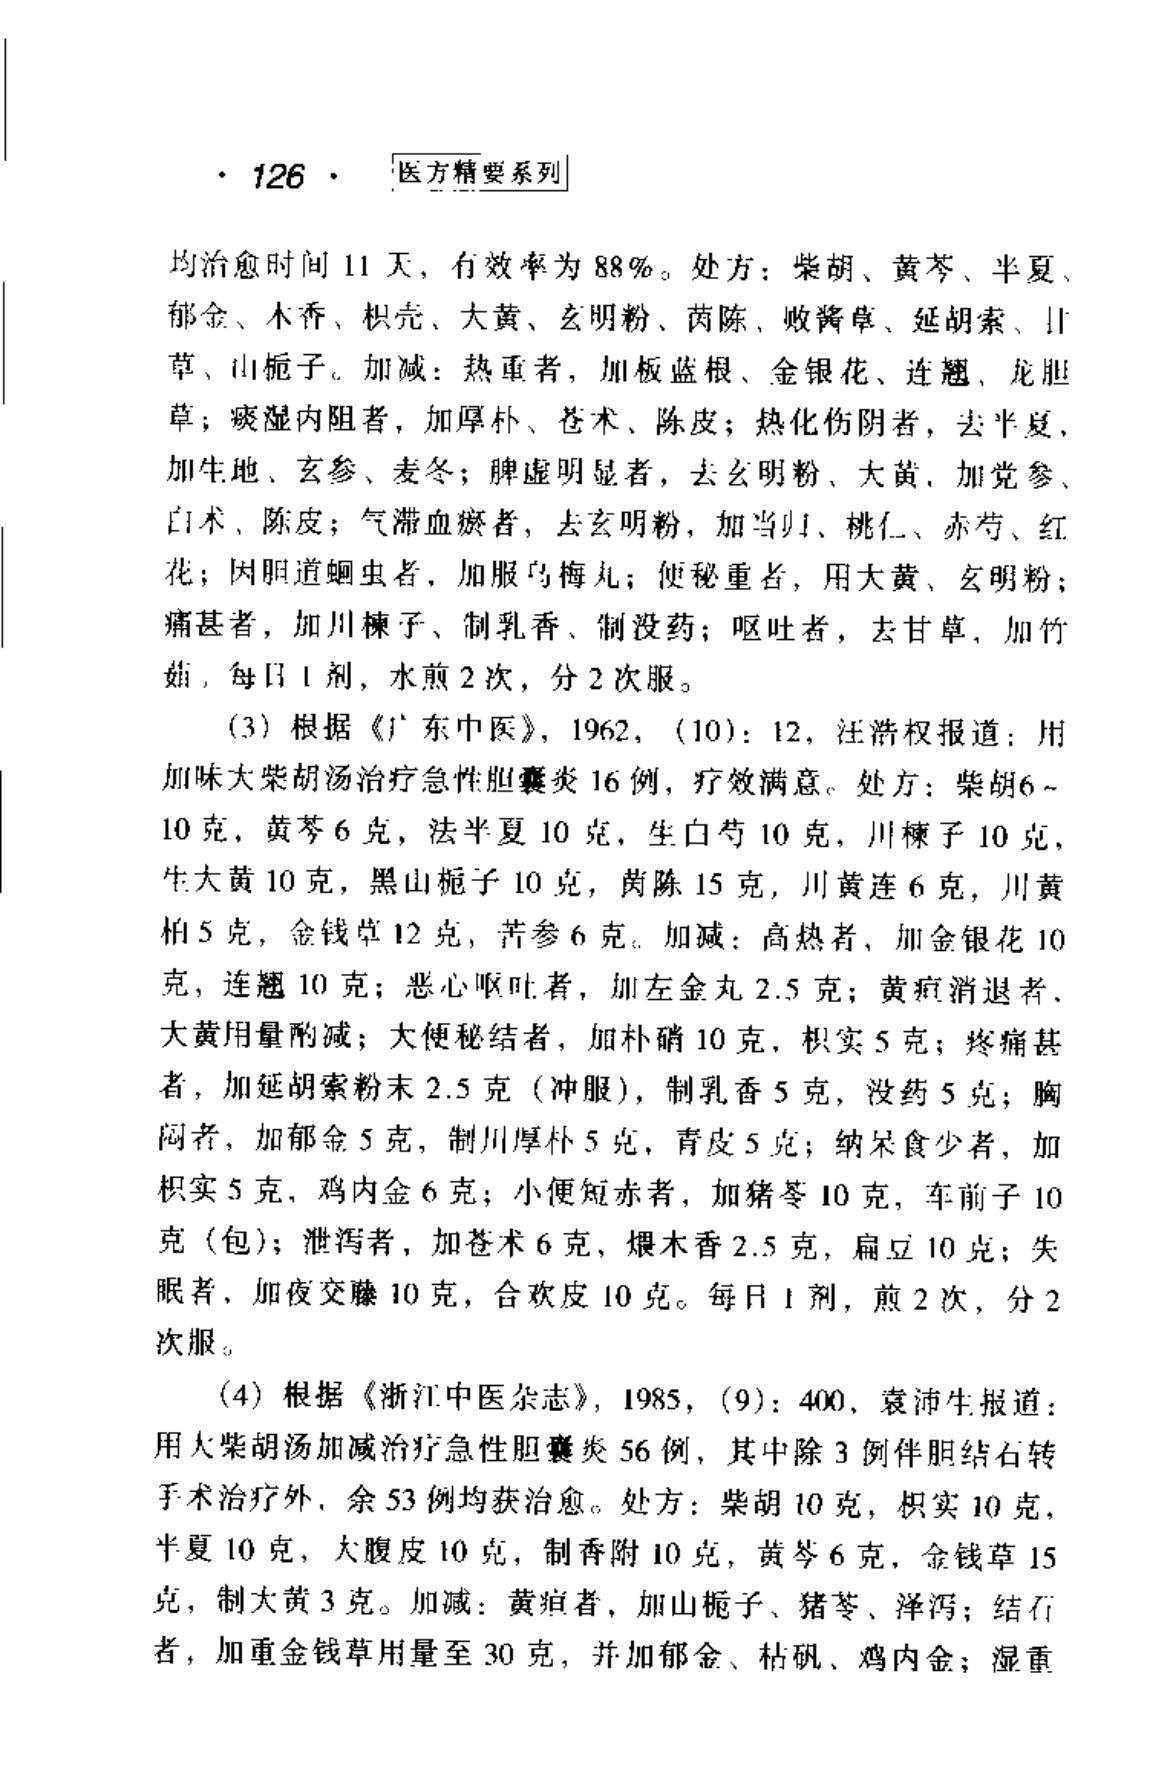 · 126 · 医方精要系列
均治愈时间 11 天，有效率为 88%。处方：柴胡、黄芩、半夏、
郁金、木香、枳壳、大黄、玄明粉、茵陈、败酱草、延胡索、甘
草、山栀子。加减：热重者，加板蓝根、金银花、连翘、龙胆
草；痰湿内阻者，加厚朴、苍术、陈皮；热化伤阴者，去半夏，
加生地、玄参、麦冬；脾虚明显者，去玄明粉、大黄，加党参、
白术、陈皮；气滞血瘀者，去玄明粉，加当归、桃仁、赤芍、红
花；因胆道蛔虫者，加服乌梅丸；便秘重者，用大黄、玄明粉；
痛甚者，加川楝子、制乳香、制没药；呕吐者，去甘草，加竹
茹。每日 1 剂，水煎 2 次，分 2 次服。
（3）根据《广东中医》，1962，（10）：12，汪浩权报道：用
加味大柴胡汤治疗急性胆囊炎 16 例，疗效满意。处方：柴胡6～
10 克，黄芩 6 克，法半夏 10 克，生白芍 10 克，川楝子 10 克，
生大黄 10 克，黑山栀子 10 克，茵陈 15 克，川黄连 6 克，川黄
柏 5 克，金钱草 12 克，苦参 6 克。加减：高热者，加金银花 10
克，连翘 10 克；恶心呕吐者，加左金丸 2.5 克；黄疸消退者，
大黄用量酌减；大便秘结者，加朴硝 10 克，枳实 5 克；疼痛甚
者，加延胡索粉末 2.5 克（冲服），制乳香 5 克，没药 5 克；胸
闷者，加郁金 5 克，制川厚朴 5 克，青皮 5 克；纳呆食少者，加
枳实 5 克，鸡内金 6 克；小便短赤者，加猪苓 10 克，车前子 10
克（包）；泄泻者，加苍术 6 克，煨木香 2.5 克，扁豆 10 克；失
眠者，加夜交藤 10 克，合欢皮 10 克。每日 1 剂，煎 2 次，分 2
次服。
（4）根据《浙江中医杂志》，1985，（9）：400，袁沛生报道：
用大柴胡汤加减治疗急性胆囊炎 56 例，其中除 3 例伴胆结石转
手术治疗外，余 53 例均获治愈。处方：柴胡 10 克，枳实 10 克，
半夏 10 克，大腹皮 10 克，制香附 10 克，黄芩 6 克，金钱草 15
克，制大黄 3 克。加减：黄疸者，加山栀子、猪苓、泽泻；结石
者，加重金钱草用量至 30 克，并加郁金、枯矾、鸡内金；湿重